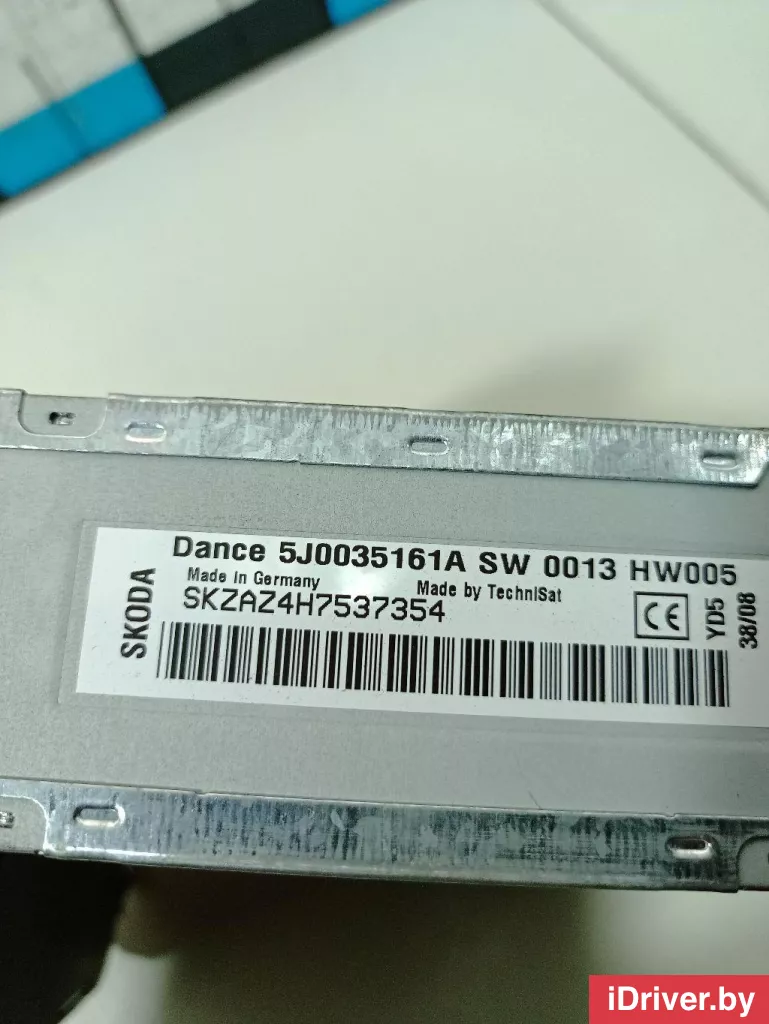 Dance 5J0035161A SW 0013 HW005
Made in Germany
Made by TechniSat
SKZAZ4H7537354
SKODA
CE
YD5
38/08
iDriver.by